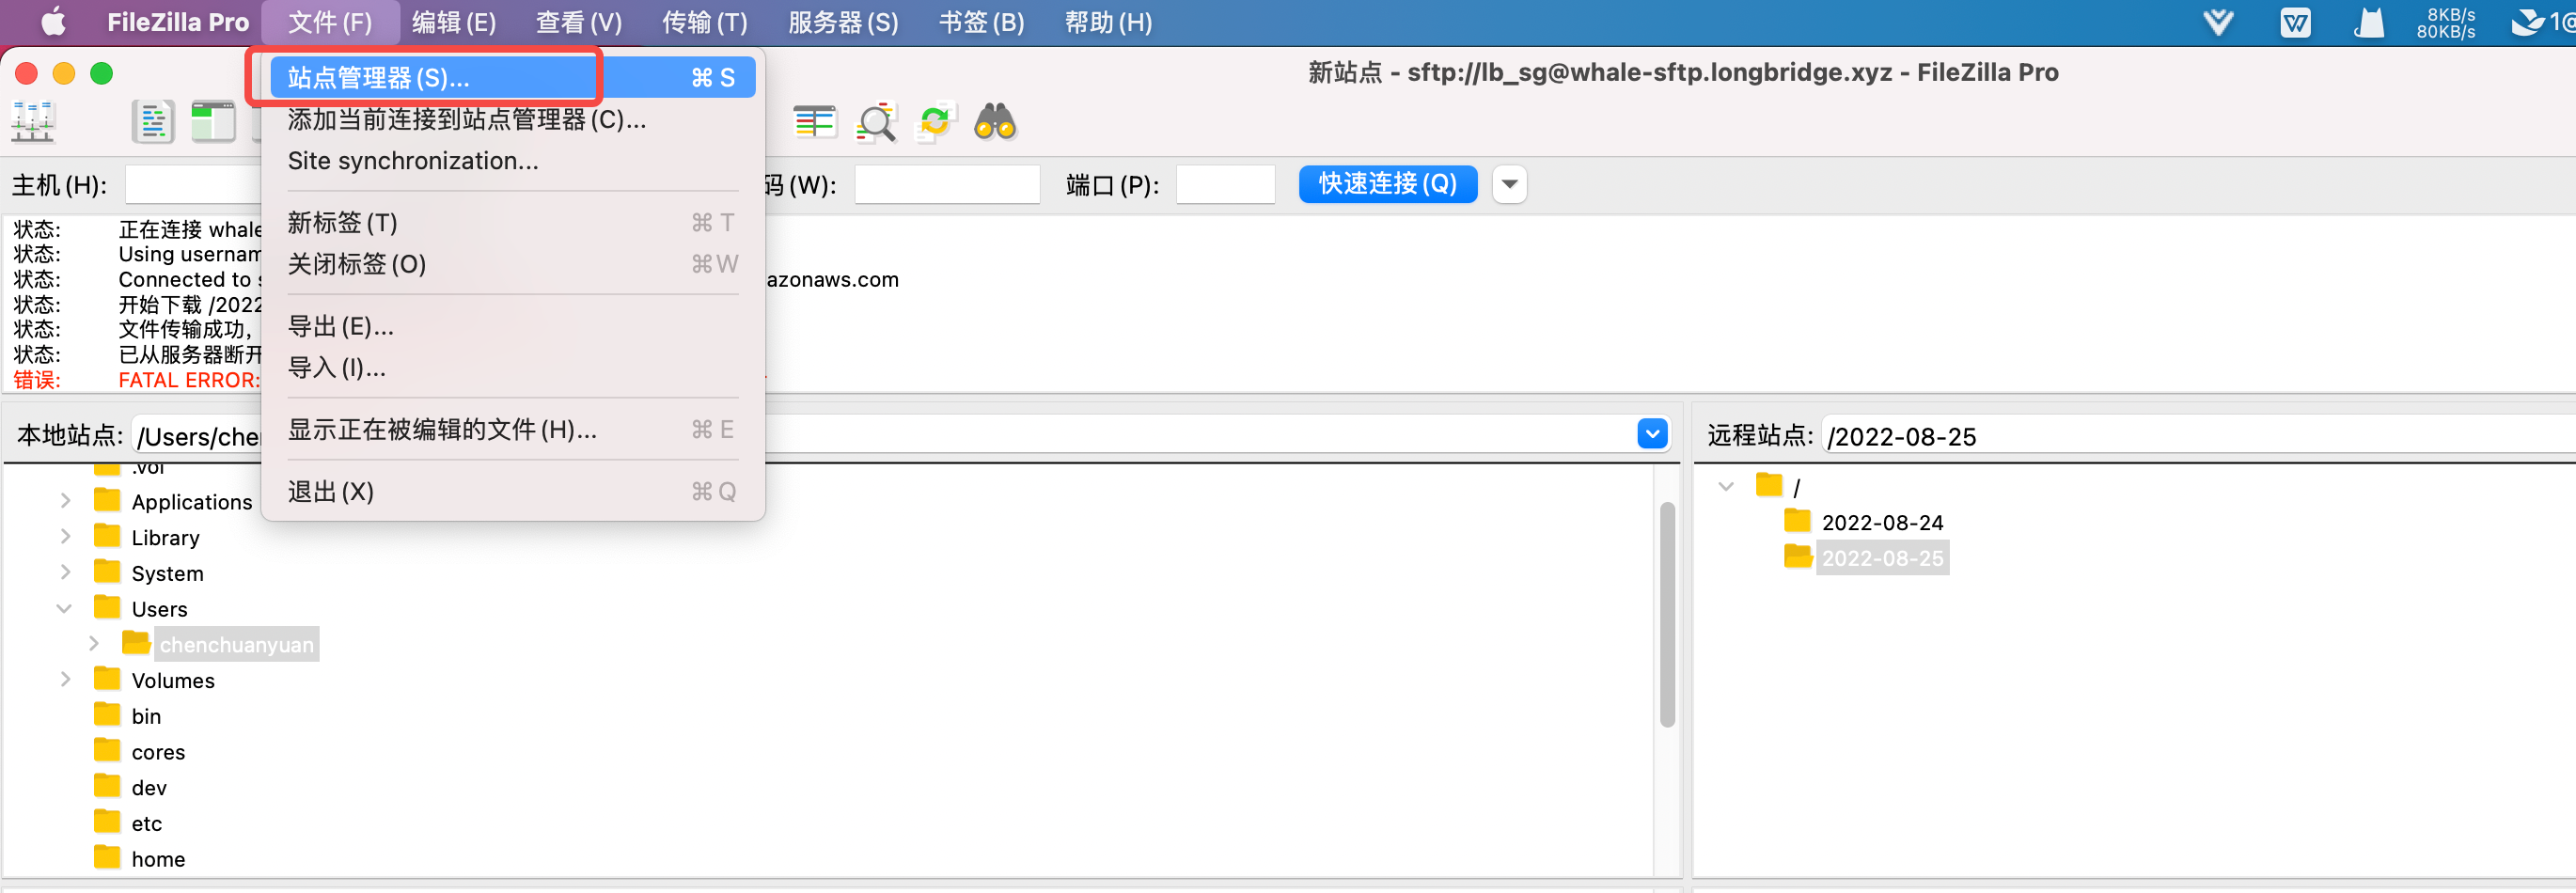 FileZilla Pro 文件(F) 编辑(E) 查看(V) 传输(T) 服务器(S) 书签(B) 帮助(H) 8KB/s 80KB/s
新站点 - sftp://lb_sg@whale-sftp.longbridge.xyz - FileZilla Pro
站点管理器(S)... ⌘ S
添加当前连接到站点管理器(C)...
Site synchronization...
新标签(T) ⌘ T
关闭标签(O) ⌘ W
导出(E)...
导入(I)...
显示正在被编辑的文件(H)... ⌘ E
退出(X) ⌘ Q
主机(H): 码(W): 端口(P): 快速连接(Q)
状态: 正在连接 whale
状态: Using usernam
状态: Connected to azonaws.com
状态: 开始下载 /2022
状态: 文件传输成功,
状态: 已从服务器断开
错误: FATAL ERROR:
本地站点: /Users/che
.vol
Applications
Library
System
Users
chenchuanyuan
Volumes
bin
cores
dev
etc
home
远程站点: /2022-08-25
/
2022-08-24
2022-08-25